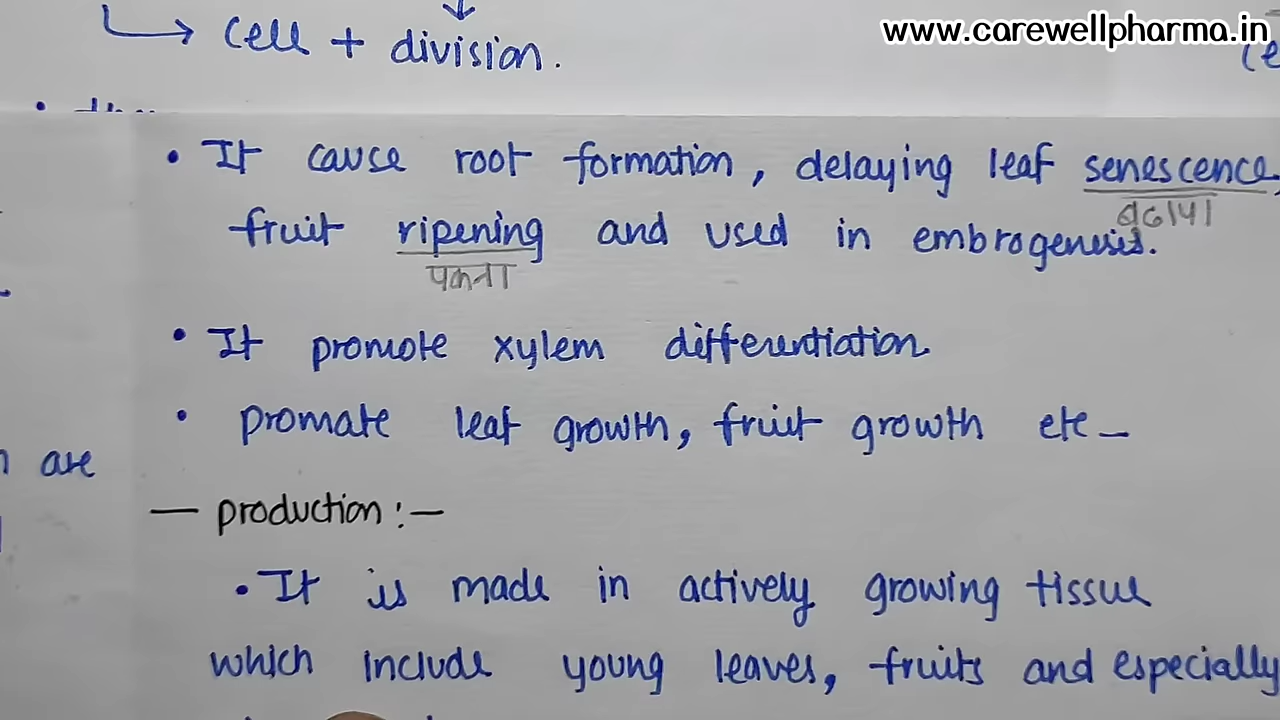 www.carewellpharma.in
↳ cell + division.
• It cause root formation, delaying leaf senescence,
बुढ़ापा
fruit ripening and used in embrogenesis.
पकना
• It promote xylem differentiation
• promate leaf growth, fruit growth etc –
are
— production :–
• It is made in actively growing tissue
which include young leaves, fruits and especially